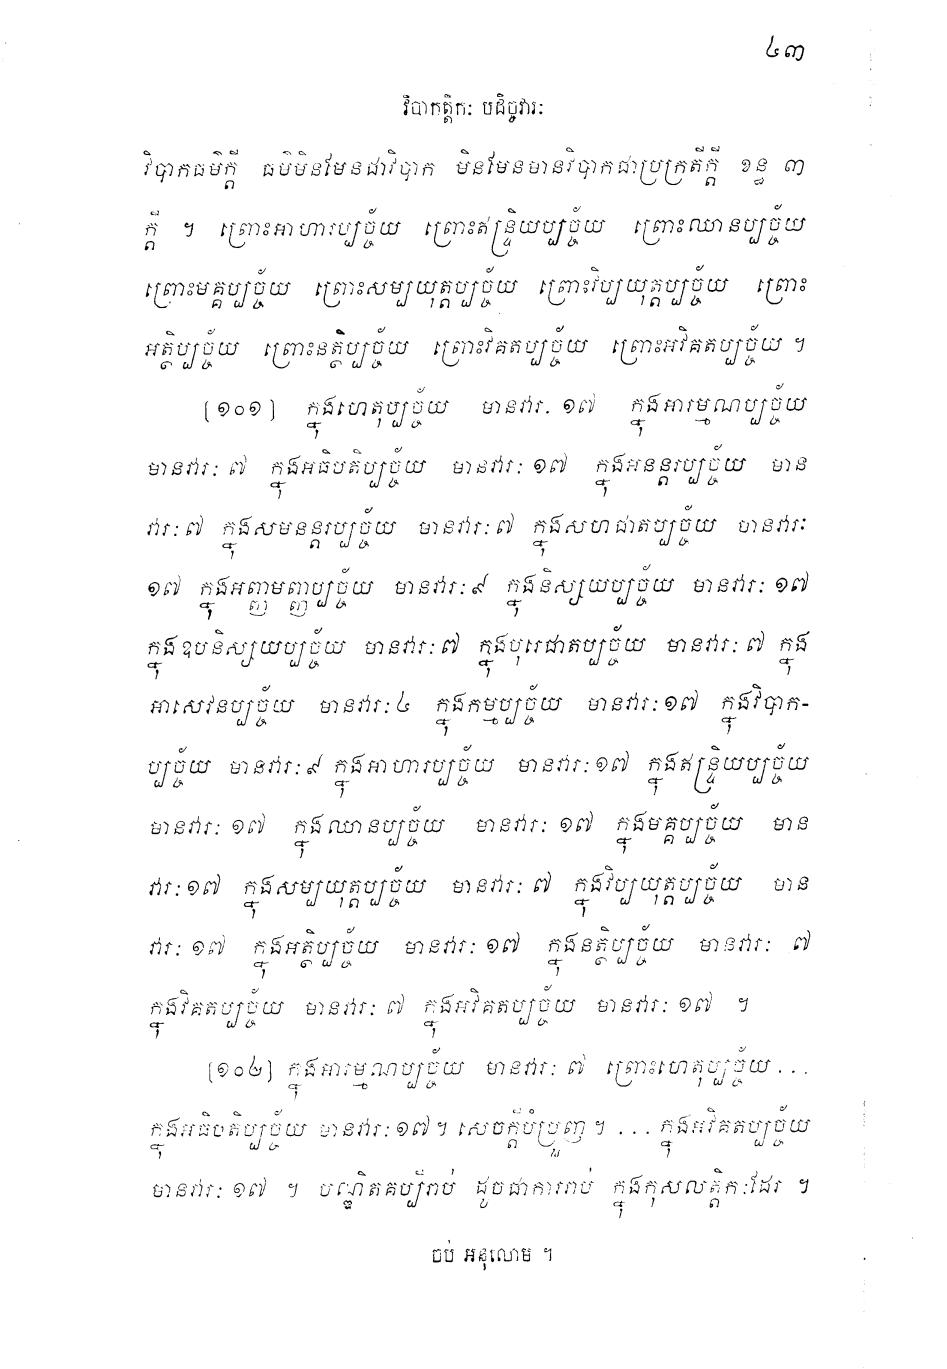 ៤៣
វិបាកត្តិកៈ បដិច្ចវារៈ
វិបាកធម៌ក្តី ធម៌មិនមែនជាវិបាក មិនមែនមានវិបាកជាប្រក្រតីក្តី ខន្ធ ៣
ក្តី ។ ព្រោះអាហារប្បច្ច័យ ព្រោះឥន្ទ្រិយប្បច្ច័យ ព្រោះឈានប្បច្ច័យ
ព្រោះមគ្គប្បច្ច័យ ព្រោះសម្បយុត្តប្បច្ច័យ ព្រោះវិប្បយុត្តប្បច្ច័យ ព្រោះ
អត្ថិប្បច្ច័យ ព្រោះនត្ថិប្បច្ច័យ ព្រោះវិគតប្បច្ច័យ ព្រោះអវិគតប្បច្ច័យ ។
[១០១] ក្នុងហេតុប្បច្ច័យ មានវារៈ ១៧ ក្នុងអារម្មណប្បច្ច័យ
មានវារៈ ៧ ក្នុងអធិបតិប្បច្ច័យ មានវារៈ ១៧ ក្នុងអនន្តរប្បច្ច័យ មាន
វារៈ ៧ ក្នុងសមនន្តរប្បច្ច័យ មានវារៈ ៧ ក្នុងសហជាតប្បច្ច័យ មានវារៈ
១៧ ក្នុងអញ្ញមញ្ញប្បច្ច័យ មានវារៈ ៩ ក្នុងនិស្សយប្បច្ច័យ មានវារៈ ១៧
ក្នុងឧបនិស្សយប្បច្ច័យ មានវារៈ ៧ ក្នុងបុរេជាតប្បច្ច័យ មានវារៈ ៧ ក្នុង
អាសេវនប្បច្ច័យ មានវារៈ ៤ ក្នុងកម្មប្បច្ច័យ មានវារៈ ១៧ ក្នុងវិបាក-
ប្បច្ច័យ មានវារៈ ៩ ក្នុងអាហារប្បច្ច័យ មានវារៈ ១៧ ក្នុងឥន្ទ្រិយប្បច្ច័យ
មានវារៈ ១៧ ក្នុងឈានប្បច្ច័យ មានវារៈ ១៧ ក្នុងមគ្គប្បច្ច័យ មាន
វារៈ ១៧ ក្នុងសម្បយុត្តប្បច្ច័យ មានវារៈ ៧ ក្នុងវិប្បយុត្តប្បច្ច័យ មាន
វារៈ ១៧ ក្នុងអត្ថិប្បច្ច័យ មានវារៈ ១៧ ក្នុងនត្ថិប្បច្ច័យ មានវារៈ ៧
ក្នុងវិគតប្បច្ច័យ មានវារៈ ៧ ក្នុងអវិគតប្បច្ច័យ មានវារៈ ១៧ ។
[១០២] ក្នុងអារម្មណប្បច្ច័យ មានវារៈ ៧ ព្រោះហេតុប្បច្ច័យ ...
ក្នុងអធិបតិប្បច្ច័យ មានវារៈ ១៧ ។ សេចក្តីបំប្រួញ ។ ... ក្នុងអវិគតប្បច្ច័យ
មានវារៈ ១៧ ។ បណ្ឌិតគប្បីរាប់ ដូចជាការរាប់ ក្នុងកុសលត្តិកៈដែរ ។
ចប់ អនុលោម ។